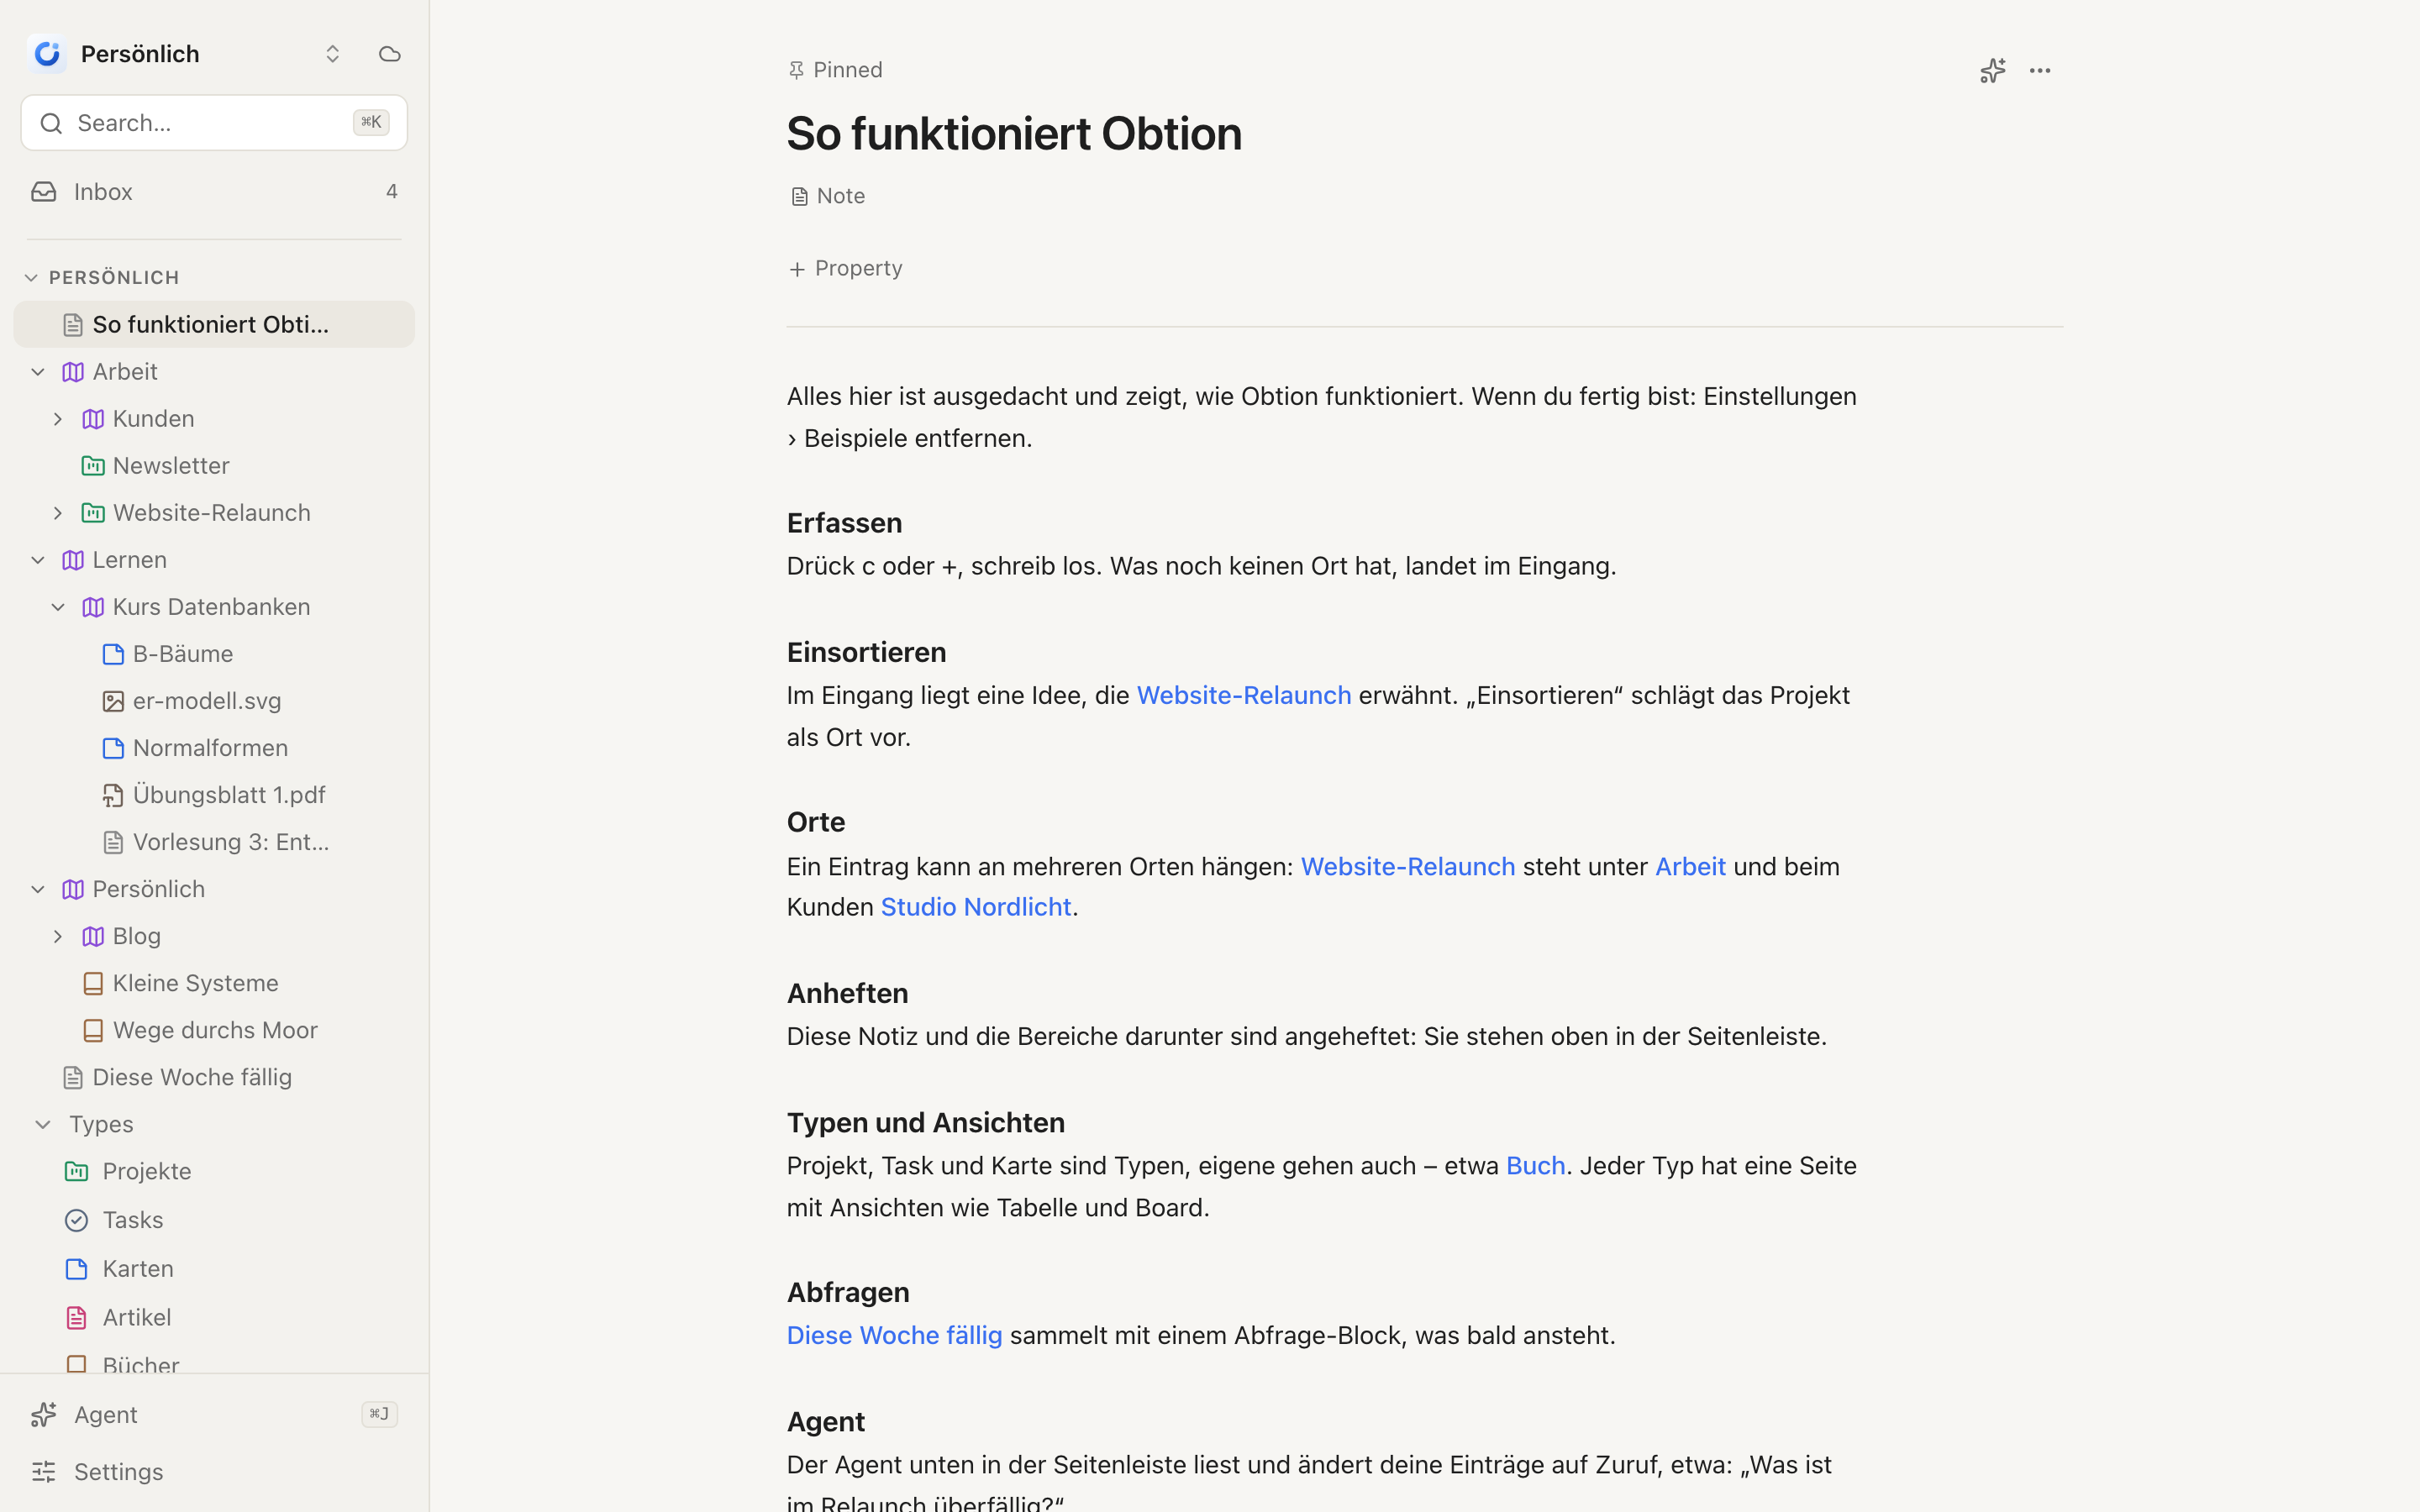 Persönlich
Search...
⌘K
Inbox
4
PERSÖNLICH
So funktioniert Obti...
Arbeit
Kunden
Newsletter
Website-Relaunch
Lernen
Kurs Datenbanken
B-Bäume
er-modell.svg
Normalformen
Übungsblatt 1.pdf
Vorlesung 3: Ent...
Persönlich
Blog
Kleine Systeme
Wege durchs Moor
Diese Woche fällig
Types
Projekte
Tasks
Karten
Artikel
Bücher
Agent
⌘J
Settings
Pinned
So funktioniert Obtion
Note
+ Property
Alles hier ist ausgedacht und zeigt, wie Obtion funktioniert. Wenn du fertig bist: Einstellungen
› Beispiele entfernen.
Erfassen
Drück c oder +, schreib los. Was noch keinen Ort hat, landet im Eingang.
Einsortieren
Im Eingang liegt eine Idee, die Website-Relaunch erwähnt. „Einsortieren“ schlägt das Projekt
als Ort vor.
Orte
Ein Eintrag kann an mehreren Orten hängen: Website-Relaunch steht unter Arbeit und beim
Kunden Studio Nordlicht.
Anheften
Diese Notiz und die Bereiche darunter sind angeheftet: Sie stehen oben in der Seitenleiste.
Typen und Ansichten
Projekt, Task und Karte sind Typen, eigene gehen auch – etwa Buch. Jeder Typ hat eine Seite
mit Ansichten wie Tabelle und Board.
Abfragen
Diese Woche fällig sammelt mit einem Abfrage-Block, was bald ansteht.
Agent
Der Agent unten in der Seitenleiste liest und ändert deine Einträge auf Zuruf, etwa: „Was ist
im Relaunch überfällig?“